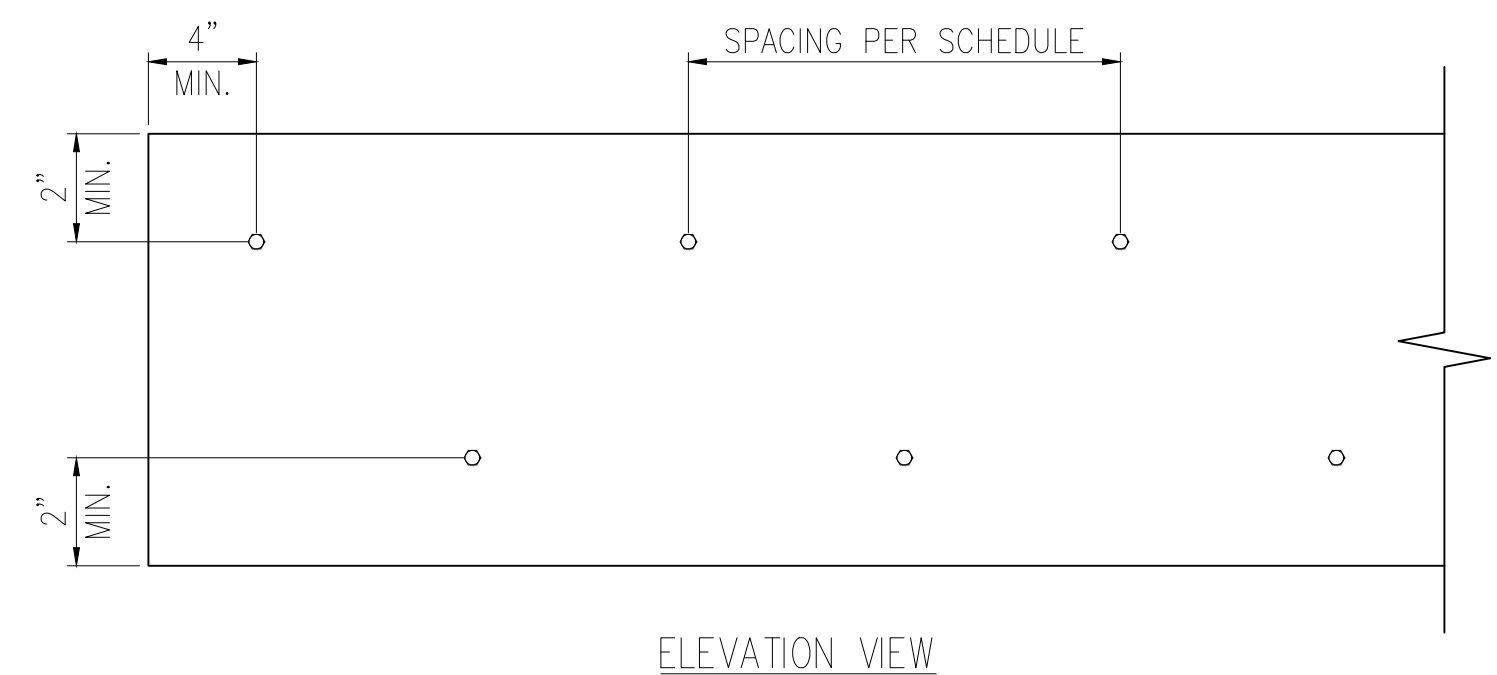 4”
MIN.
SPACING PER SCHEDULE
2”
MIN.
2”
MIN.
ELEVATION VIEW